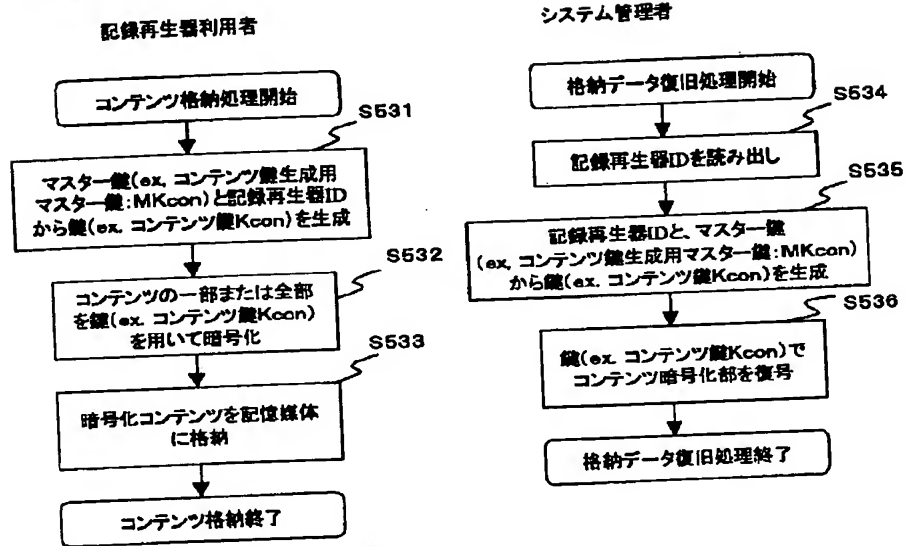 記録再生器利用者
コンテンツ格納処理開始
S531
マスター鍵(ex, コンテンツ鍵生成用
マスター鍵:MKcon)と記録再生器ID
から鍵(ex. コンテンツ鍵Kcon)を生成
S532
コンテンツの一部または全部
を鍵(ex. コンテンツ鍵Kcon)
を用いて暗号化
S533
暗号化コンテンツを記憶媒体
に格納
コンテンツ格納終了
システム管理者
格納データ復旧処理開始
S534
記録再生器IDを読み出し
S535
記録再生器IDと、マスター鍵
(ex, コンテンツ鍵生成用マスター鍵:MKcon)
から鍵(ex. コンテンツ鍵Kcon)を生成
S536
鍵(ex. コンテンツ鍵Kcon)で
コンテンツ暗号化部を復号
格納データ復旧処理終了